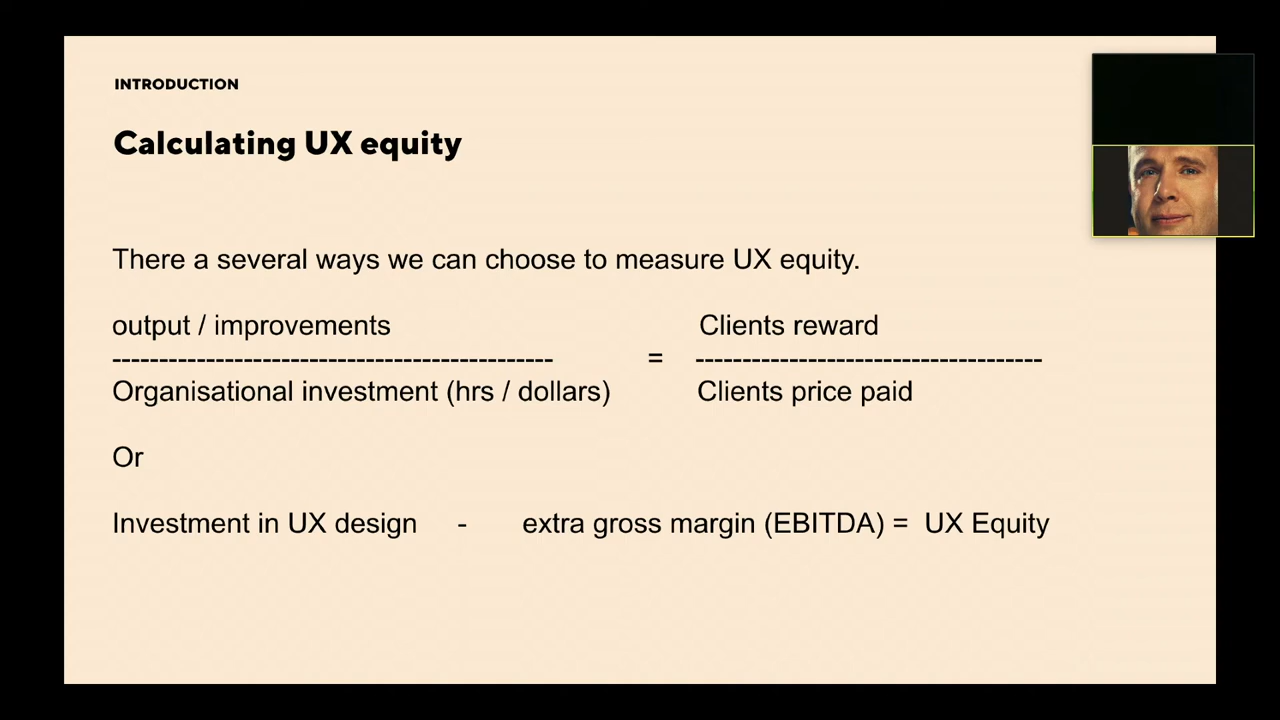 INTRODUCTION
Calculating UX equity
There a several ways we can choose to measure UX equity.
output / improvements Clients reward
----------------------------------------------- = -------------------------------------
Organisational investment (hrs / dollars) Clients price paid
Or
Investment in UX design - extra gross margin (EBITDA) = UX Equity